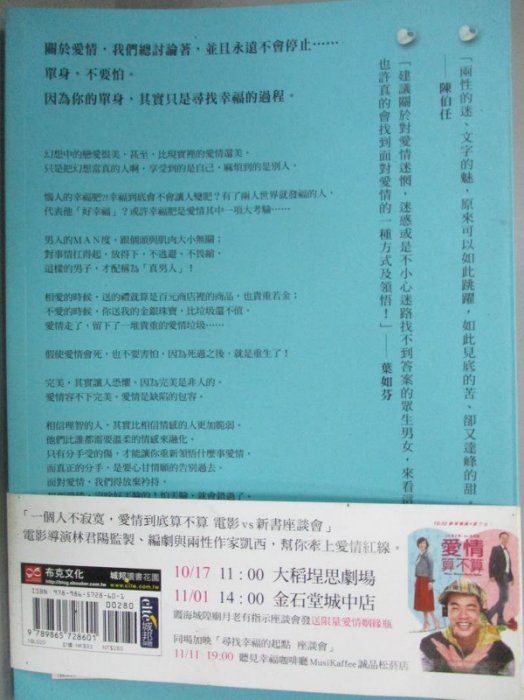 關於愛情，我們總討論著，並且永遠不會停止……
單身，不要怕。
因為你的單身，其實只是尋找幸福的過程。
「兩性的迷、文字的魅，原來可以如此跳躍，如此見底的苦、卻又達峰的甜。
——陳伯任
「建議關於對愛情迷惘，迷惑或是不小心迷路找不到答案的眾生男女，來看這
也許真的會找到面對愛情的一種方式及領悟！」——葉如芬
幻想中的戀愛很美，甚至，比現實裡的愛情還美。
只是把幻想當真的人啊，享受到的是自己，麻煩到的是別人。
惱人的幸福肥?!幸福到底會不會讓人變肥？有了兩人世界就發福的人，
代表他「好幸福」？或許幸福肥是愛情其中一項大考驗……
男人的MAN度，跟個頭與肌肉大小無關；
對事情扛得起，放得下，不逃避，不畏縮，
這樣的男子，才配稱為「真男人」！
相愛的時候，送的禮就算是百元商店裡的商品，也貴重若金；
不愛的時候，你送我的金銀珠寶，比垃圾還不值，
愛情走了，留下了一堆貴重的愛情垃圾……
假使愛情會死，也不要害怕，因為死過之後，就是重生了！
完美，其實讓人恐懼，因為完美是非人的。
愛情容不下完美，愛情是缺陷的包容。
相信理智的人，其實比相信情感的人更加脆弱。
他們比誰都需要溫柔的情感來融化，
只有分手受的傷，才能讓你重新領悟什麼事愛情，
而真正的分手，是要心甘情願的告別過去。
面對愛情，我們得放棄矜持。
「一個人不寂寞，愛情到底算不算 電影vs新書座談會」
電影導演林君陽監製、編劇與兩性作家凱西，幫你牽上愛情紅線。
10/17 11:00 大稻埕思劇場
11/01 14:00 金石堂城中店
霞海城隍廟月老有指示座談會發送限量愛情姻緣瓶
同場加映「尋找幸福的起點 座談會」
11/11 19:00 聽見幸福咖啡廳MusiKaffee誠品松菸店
布克文化
城邦讀書花園
http://blog.sbooker.com.tw
www.cite.com.tw
ISBN 978-986-5728-60-1
00280
9 789865 728601
NT$280
愛情
算不算